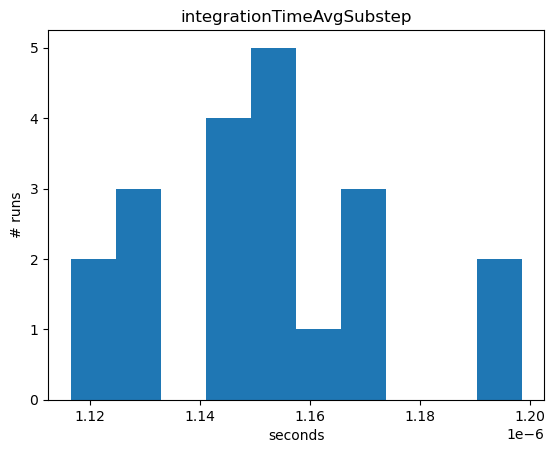 integrationTimeAvgSubstep
5
4
3
2
1
0
# runs
1.12 1.14 1.16 1.18 1.20
1e−6
seconds